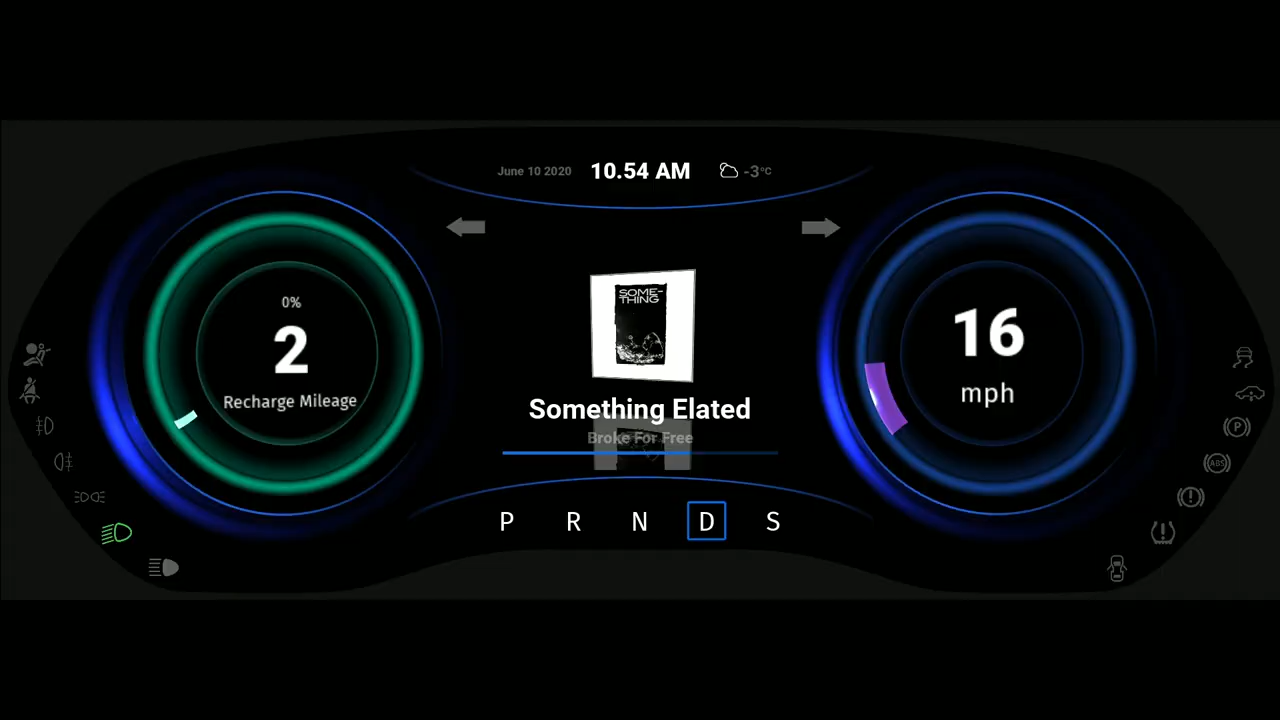 June 10 2020 10.54 AM -3°C
SOME-
THING
0%
2
Recharge Mileage
16
mph
Something Elated
Broke For Free
P R N D S
P
ABS